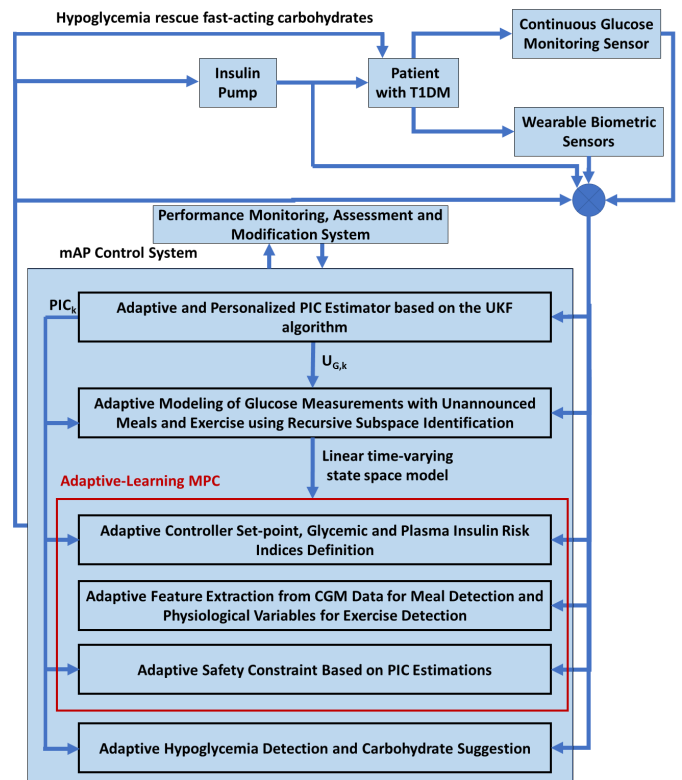 Hypoglycemia rescue fast-acting carbohydrates
Continuous Glucose
Monitoring Sensor
Insulin
Pump
Patient
with T1DM
Wearable Biometric
Sensors
Performance Monitoring, Assessment and
Modification System
mAP Control System
PICk
Adaptive and Personalized PIC Estimator based on the UKF
algorithm
UG,k
Adaptive Modeling of Glucose Measurements with Unannounced
Meals and Exercise using Recursive Subspace Identification
Linear time-varying
state space model
Adaptive-Learning MPC
Adaptive Controller Set-point, Glycemic and Plasma Insulin Risk
Indices Definition
Adaptive Feature Extraction from CGM Data for Meal Detection and
Physiological Variables for Exercise Detection
Adaptive Safety Constraint Based on PIC Estimations
Adaptive Hypoglycemia Detection and Carbohydrate Suggestion